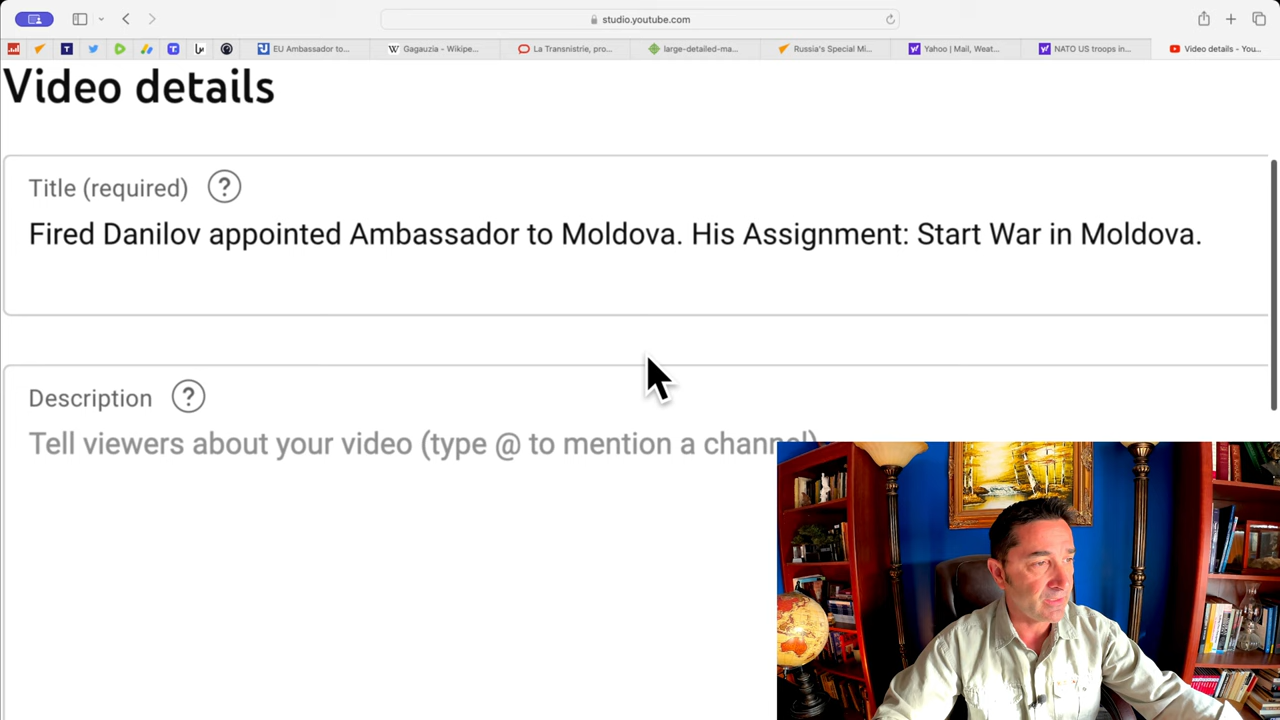 studio.youtube.com
EU Ambassador to...
Gagauzia - Wikipe...
La Transnistrie, pro...
large-detailed-ma...
Russia's Special Mi...
Yahoo | Mail, Weat...
NATO US troops in...
Video details - You...
Video details
Title (required) ?
Fired Danilov appointed Ambassador to Moldova. His Assignment: Start War in Moldova.
Description ?
Tell viewers about your video (type @ to mention a channel)